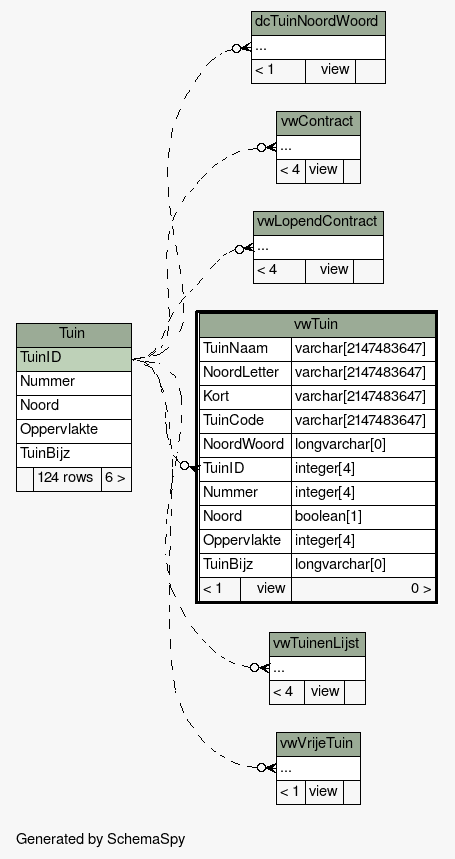 dcTuinNoordWoord
...
< 1 view
vwContract
...
< 4 view
vwLopendContract
...
< 4 view
Tuin
TuinID
Nummer
Noord
Oppervlakte
TuinBijz
124 rows 6 >
vwTuin
TuinNaam varchar[2147483647]
NoordLetter varchar[2147483647]
Kort varchar[2147483647]
TuinCode varchar[2147483647]
NoordWoord longvarchar[0]
TuinID integer[4]
Nummer integer[4]
Noord boolean[1]
Oppervlakte integer[4]
TuinBijz longvarchar[0]
< 1 view 0 >
vwTuinenLijst
...
< 4 view
vwVrijeTuin
...
< 1 view
Generated by SchemaSpy